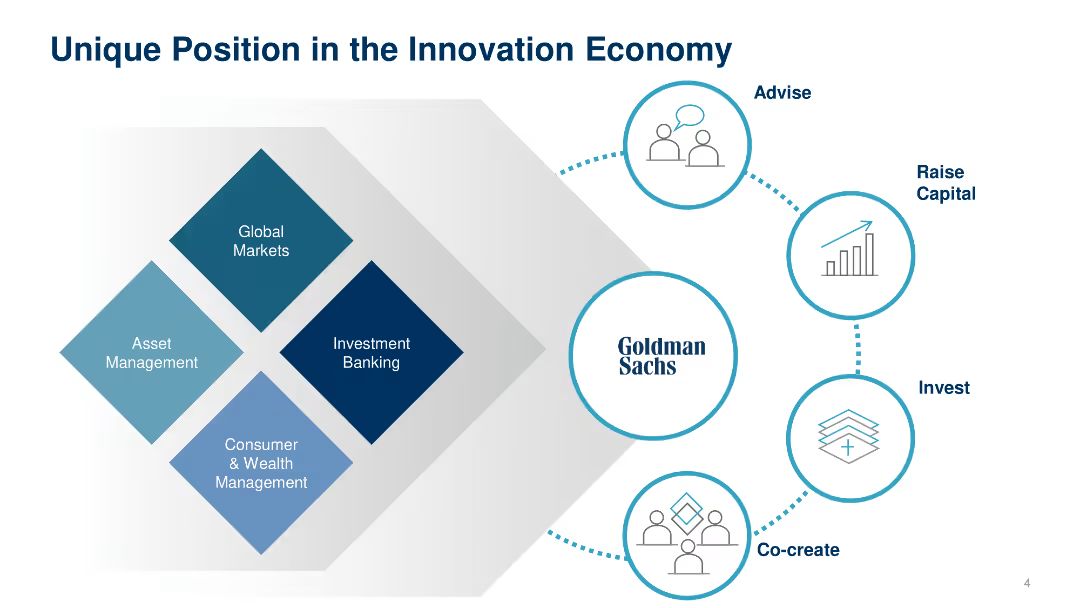 Unique Position in the Innovation Economy
Advise
Raise
Capital
Global
Markets
Asset
Management
Investment
Banking
Goldman
Sachs
Invest
Consumer
& Wealth
Management
Co-create
4